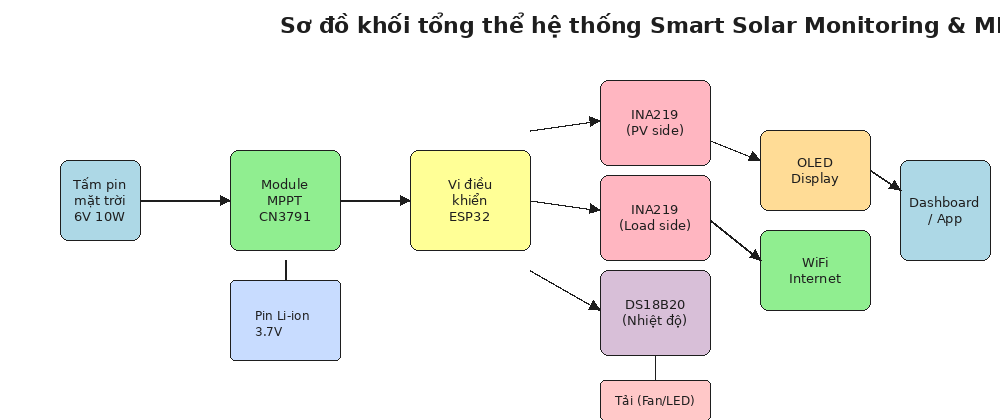 Sơ đồ khối tổng thể hệ thống Smart Solar Monitoring &
Tấm pin
mặt trời
6V 10W
Module
MPPT
CN3791
Pin Li-ion
3.7V
Vi điều
khiển
ESP32
INA219
(PV side)
INA219
(Load side)
DS18B20
(Nhiệt độ)
Tải (Fan/LED)
OLED
Display
WiFi
Internet
Dashboard
/ App